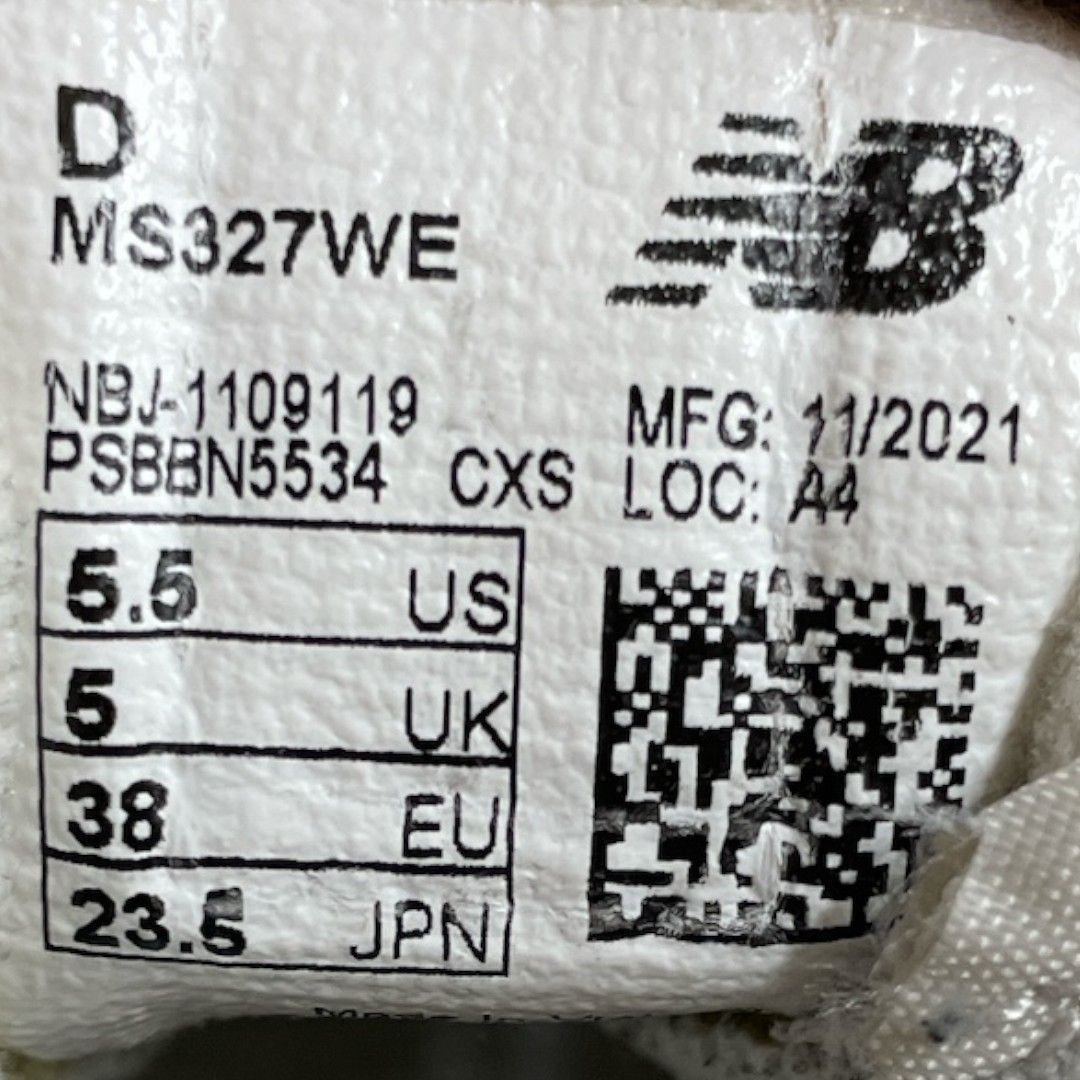 D
MS327WE
NB
NBJ-1109119
PSBBN5534 CXS
MFG: 11/2021
LOC: A4
5.5 US
5 UK
38 EU
23.5 JPN